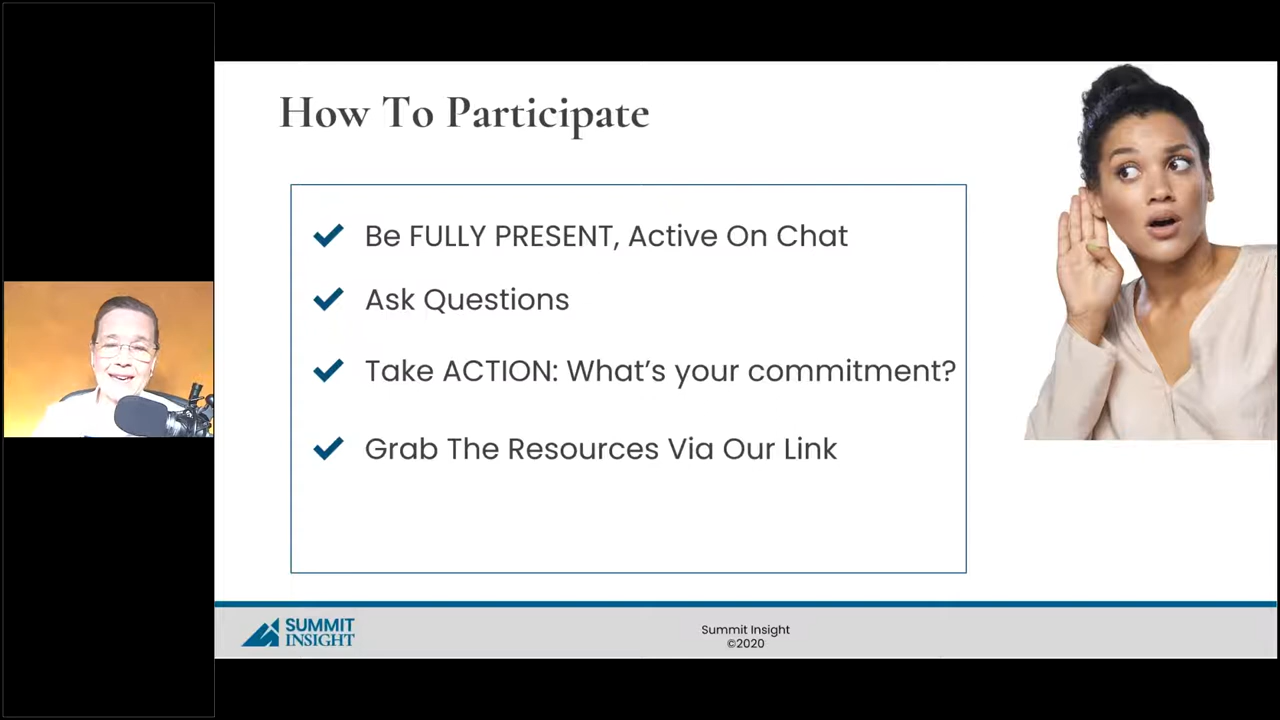 How To Participate
Be FULLY PRESENT, Active On Chat
Ask Questions
Take ACTION: What's your commitment?
Grab The Resources Via Our Link
SUMMIT
INSIGHT
Summit Insight
©2020